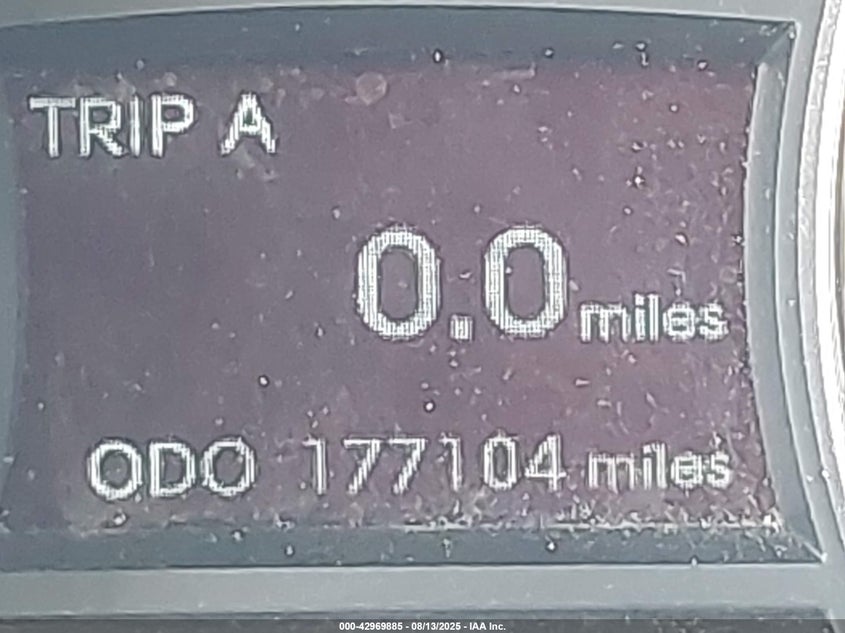 TRIP A
0.0 miles
ODO 177104 miles
000-42969885 - 08/13/2025 - IAA Inc.